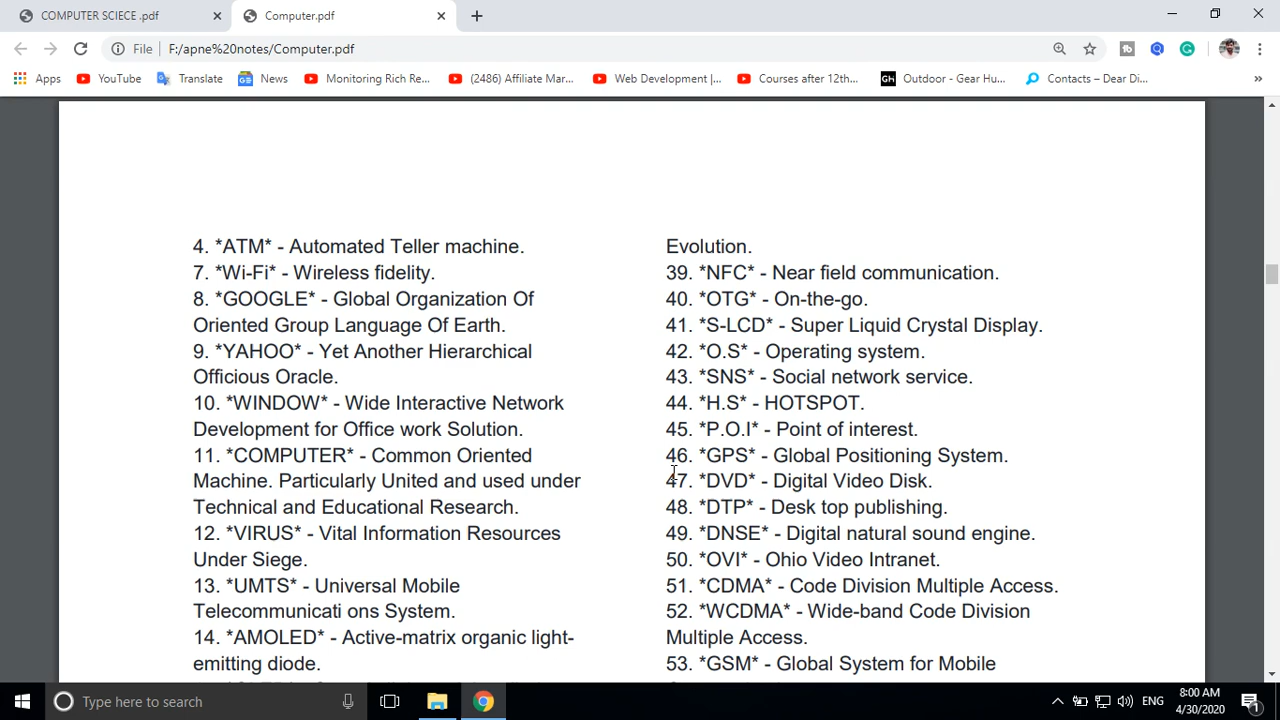 COMPUTER SCIECE .pdf
Computer.pdf
File
F:/apne%20notes/Computer.pdf
Apps
YouTube
Translate
News
Monitoring Rich Re...
(2486) Affiliate Mar...
Web Development |...
Courses after 12th...
GH
Outdoor - Gear Hu...
Contacts – Dear Di...
»
4. *ATM* - Automated Teller machine.
7. *Wi-Fi* - Wireless fidelity.
8. *GOOGLE* - Global Organization Of
Oriented Group Language Of Earth.
9. *YAHOO* - Yet Another Hierarchical
Officious Oracle.
10. *WINDOW* - Wide Interactive Network
Development for Office work Solution.
11. *COMPUTER* - Common Oriented
Machine. Particularly United and used under
Technical and Educational Research.
12. *VIRUS* - Vital Information Resources
Under Siege.
13. *UMTS* - Universal Mobile
Telecommunicati ons System.
14. *AMOLED* - Active-matrix organic light-
emitting diode.
Evolution.
39. *NFC* - Near field communication.
40. *OTG* - On-the-go.
41. *S-LCD* - Super Liquid Crystal Display.
42. *O.S* - Operating system.
43. *SNS* - Social network service.
44. *H.S* - HOTSPOT.
45. *P.O.I* - Point of interest.
46. *GPS* - Global Positioning System.
47. *DVD* - Digital Video Disk.
48. *DTP* - Desk top publishing.
49. *DNSE* - Digital natural sound engine.
50. *OVI* - Ohio Video Intranet.
51. *CDMA* - Code Division Multiple Access.
52. *WCDMA* - Wide-band Code Division
Multiple Access.
53. *GSM* - Global System for Mobile
Type here to search
ENG
8:00 AM
4/30/2020